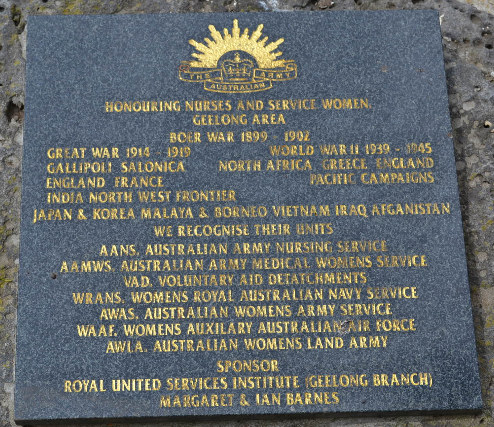 THE ARMY
AUSTRALIAN
HONOURING NURSES AND SERVICE WOMEN,
GEELONG AREA
BOER WAR 1899 - 1902
GREAT WAR 1914 - 1919 WORLD WAR II 1939 - 1945
GALLIPOLI SALONICA NORTH AFRICA GREECE ENGLAND
ENGLAND FRANCE PACIFIC CAMPAIGNS
INDIA NORTH WEST FRONTIER
JAPAN & KOREA MALAYA & BORNEO VIETNAM IRAQ AFGANISTAN
WE RECOGNISE THEIR UNITS
AANS, AUSTRALIAN ARMY NURSING SERVICE
AAMWS, AUSTRALIAN ARMY MEDICAL WOMENS SERVICE
VAD, VOLUNTARY AID DETATCHMENTS
WRANS, WOMENS ROYAL AUSTRALIAN NAVY SERVICE
AWAS, AUSTRALIAN WOMENS ARMY SERVICE
WAAF, WOMENS AUXILARY AUSTRALIAN AIR FORCE
AWLA, AUSTRALIAN WOMENS LAND ARMY
SPONSOR
ROYAL UNITED SERVICES INSTITUTE (GEELONG BRANCH)
MARGARET & IAN BARNES